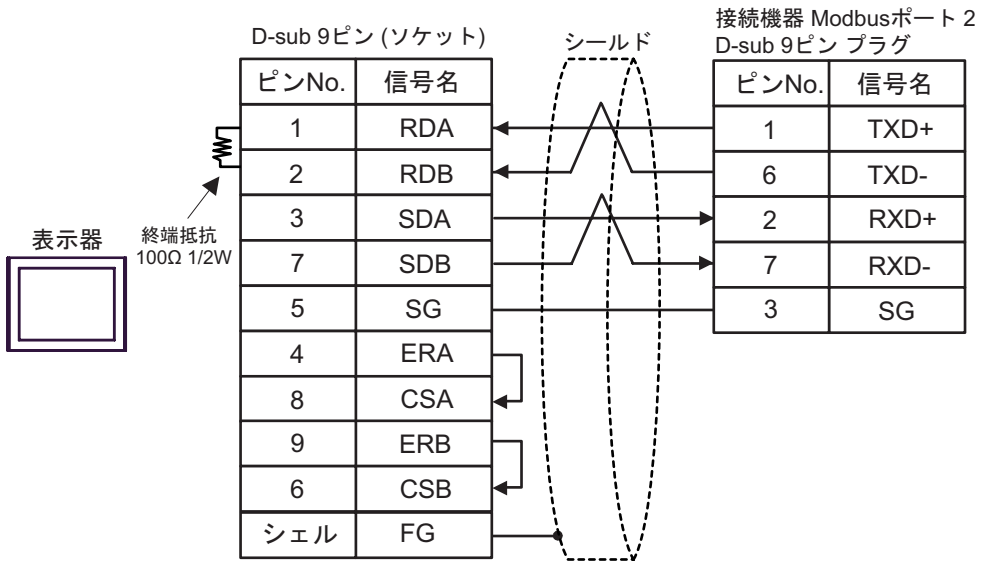 接続機器 Modbusポート 2
D-sub 9ピン (ソケット)
シールド
D-sub 9ピン プラグ
ピンNo. 信号名
ピンNo. 信号名
1 RDA
1 TXD+
2 RDB
6 TXD-
3 SDA
2 RXD+
表示器
終端抵抗
100Ω 1/2W
7 SDB
7 RXD-
5 SG
3 SG
4 ERA
8 CSA
9 ERB
6 CSB
シェル FG